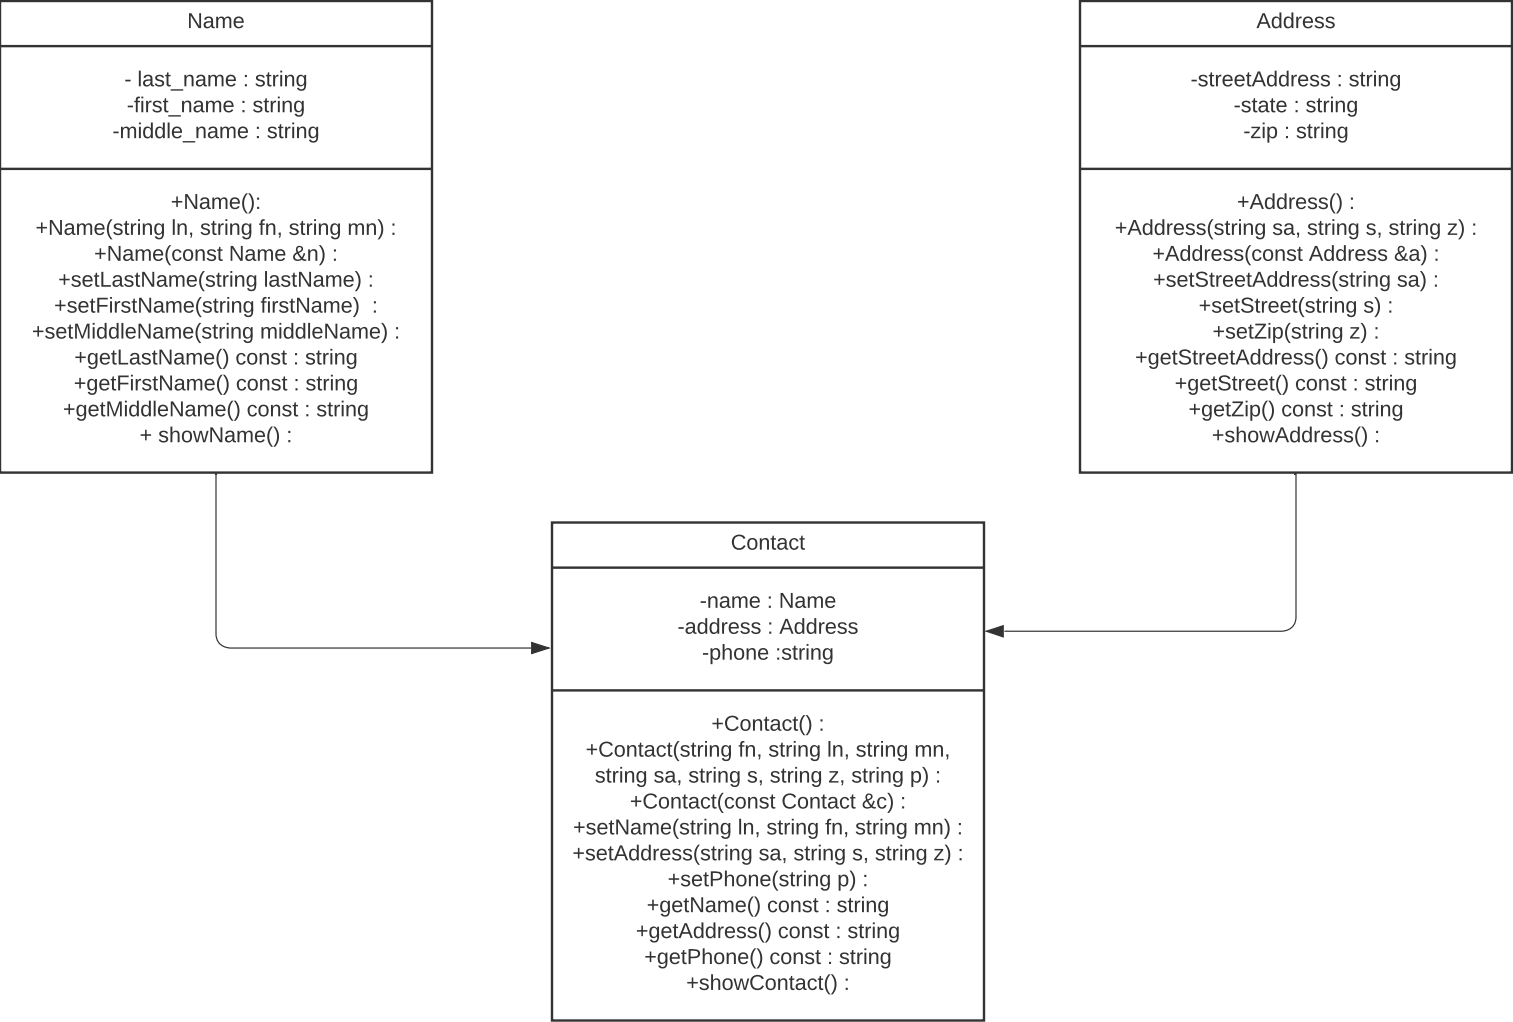 Name
- last_name : string
-first_name : string
-middle_name : string
+Name():
+Name(string ln, string fn, string mn) :
+Name(const Name &n) :
+setLastName(string lastName) :
+setFirstName(string firstName)  :
+setMiddleName(string middleName) :
+getLastName() const : string
+getFirstName() const : string
+getMiddleName() const : string
+ showName() :
Address
-streetAddress : string
-state : string
-zip : string
+Address() :
+Address(string sa, string s, string z) :
+Address(const Address &a) :
+setStreetAddress(string sa) :
+setStreet(string s) :
+setZip(string z) :
+getStreetAddress() const : string
+getStreet() const : string
+getZip() const : string
+showAddress() :
Contact
-name : Name
-address : Address
-phone :string
+Contact() :
+Contact(string fn, string ln, string mn,
string sa, string s, string z, string p) :
+Contact(const Contact &c) :
+setName(string ln, string fn, string mn) :
+setAddress(string sa, string s, string z) :
+setPhone(string p) :
+getName() const : string
+getAddress() const : string
+getPhone() const : string
+showContact() :